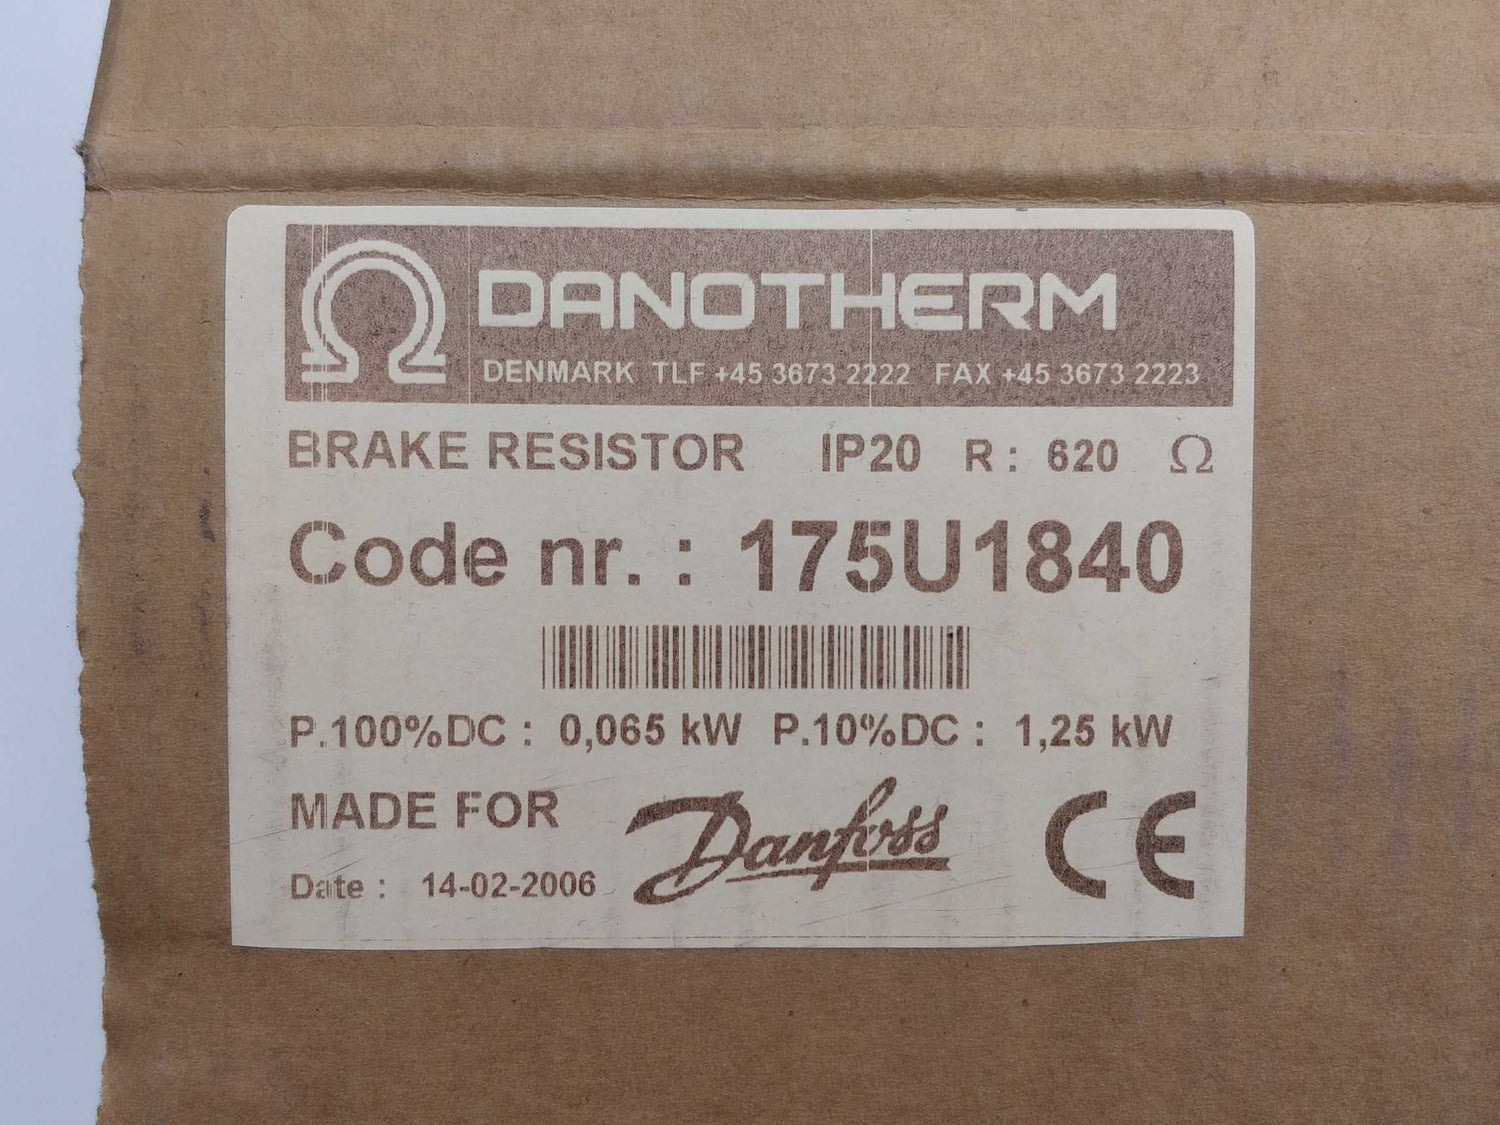 DANOTHERM
DENMARK TLF +45 3673 2222 FAX +45 3673 2223
BRAKE RESISTOR IP20 R: 620 Ω
Code nr. : 175U1840
P.100%DC : 0,065 kW P.10%DC : 1,25 kW
MADE FOR Danfoss CE
Date : 14-02-2006